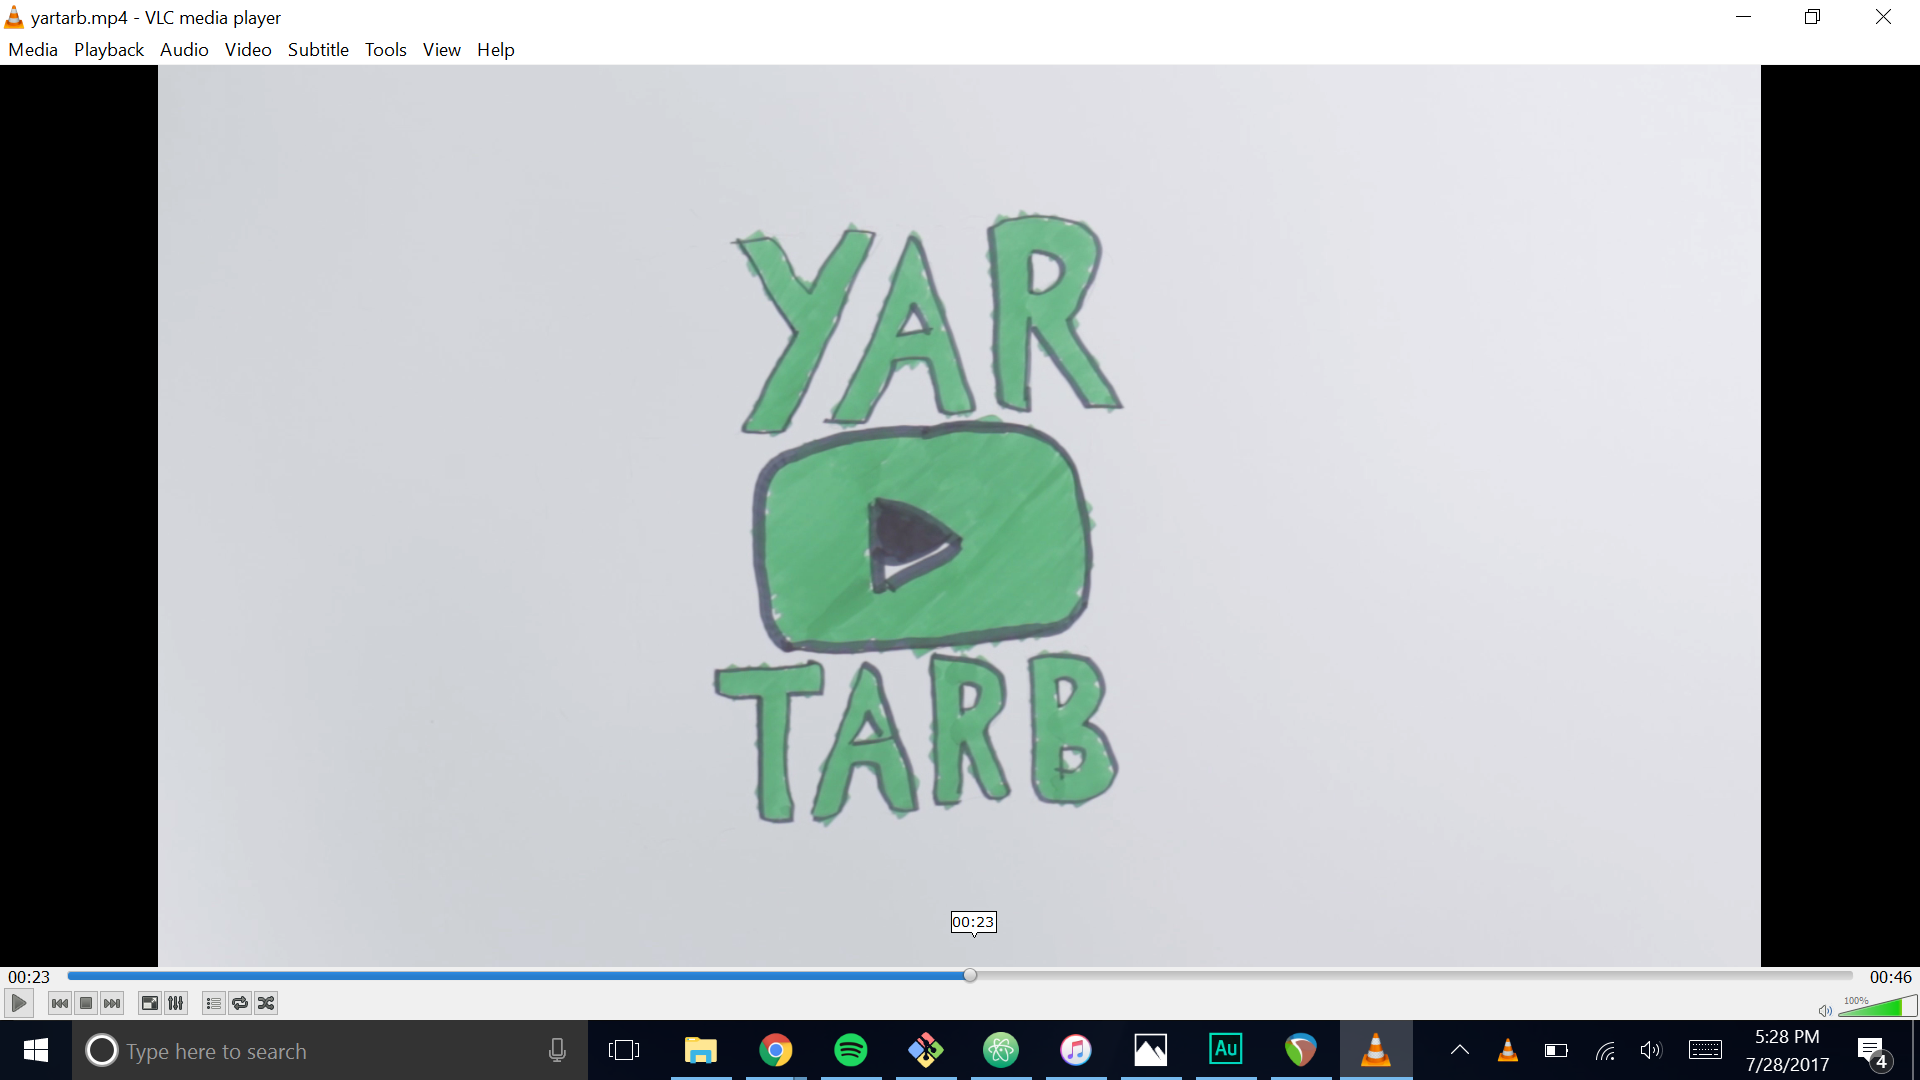 yartarb.mp4 - VLC media player
Media Playback Audio Video Subtitle Tools View Help
YAR
TARB
00:23
00:23 00:46
100%
Type here to search
Au
5:28 PM
7/28/2017
4